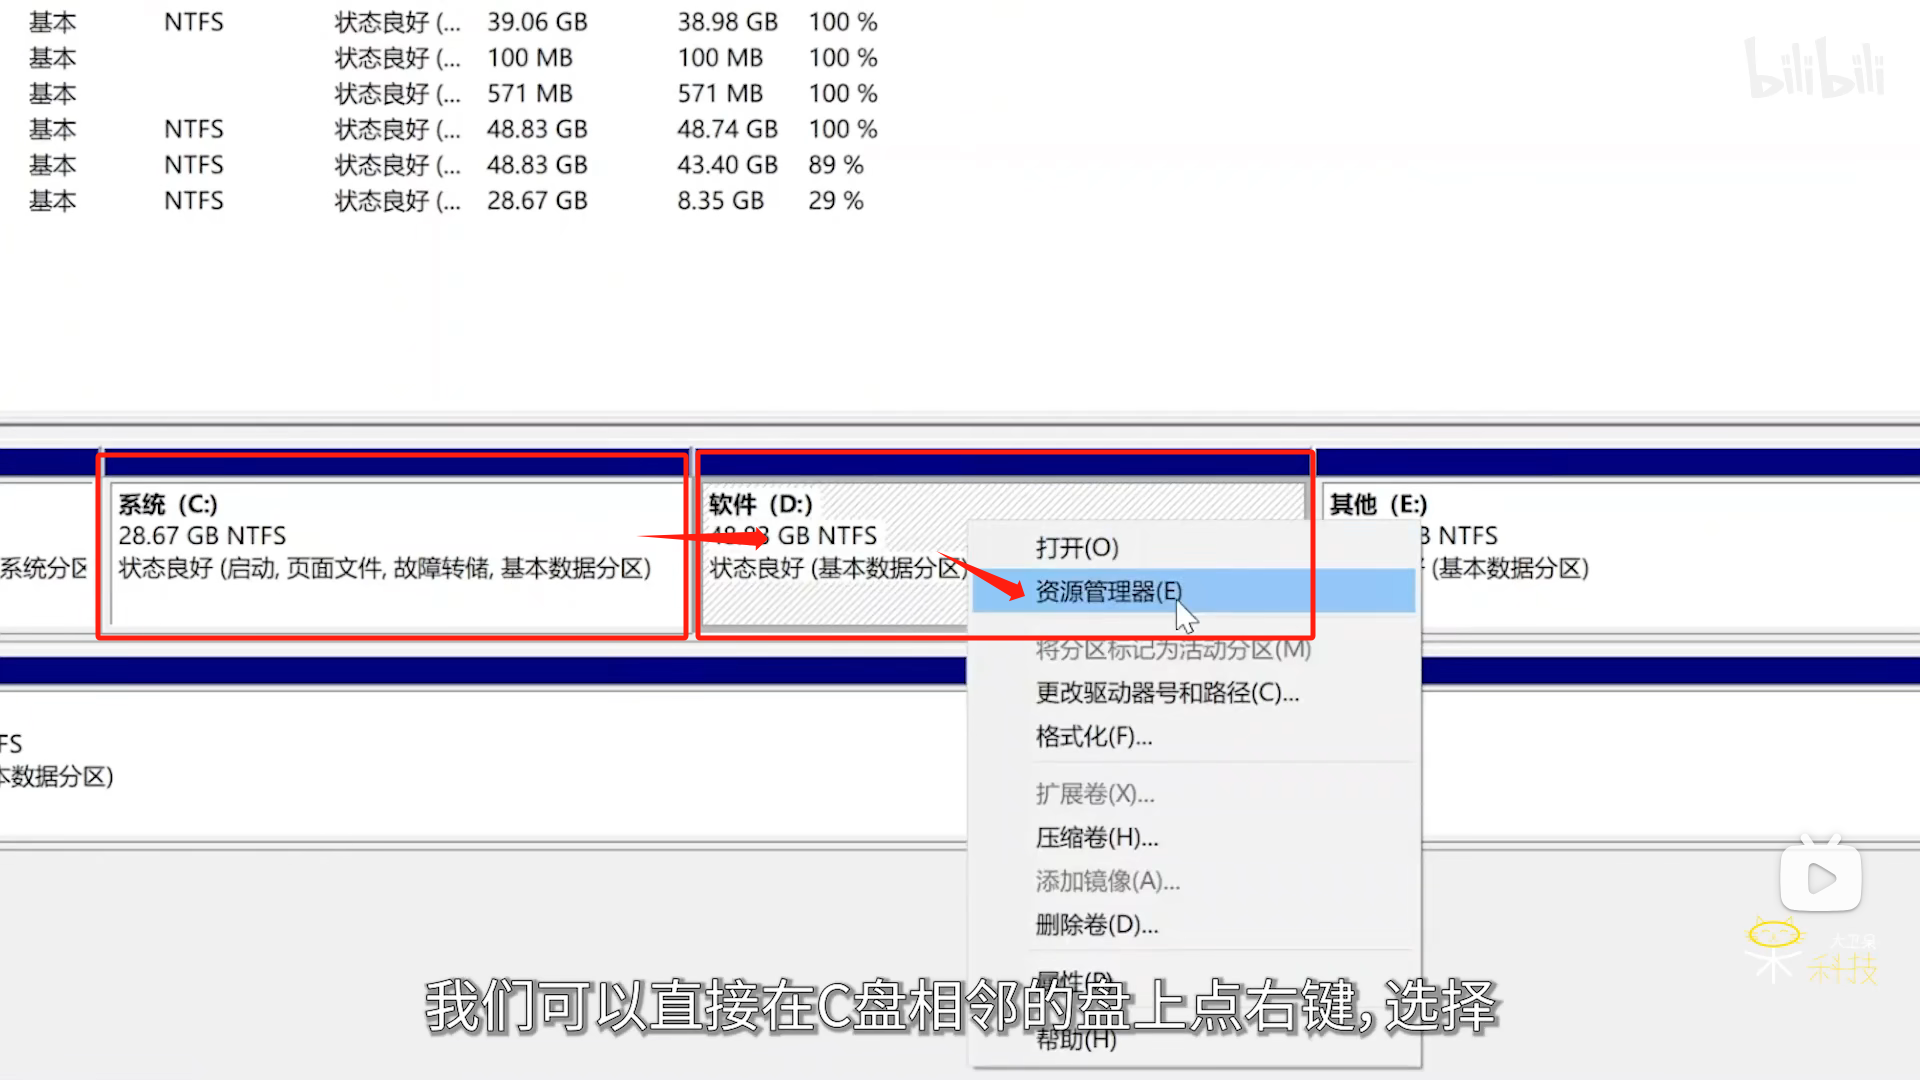 基本 NTFS 状态良好 (... 39.06 GB 38.98 GB 100 %
基本 状态良好 (... 100 MB 100 MB 100 %
基本 状态良好 (... 571 MB 571 MB 100 %
基本 NTFS 状态良好 (... 48.83 GB 48.74 GB 100 %
基本 NTFS 状态良好 (... 48.83 GB 43.40 GB 89 %
基本 NTFS 状态良好 (... 28.67 GB 8.35 GB 29 %
bilibili
系统分区
系统 (C:)
28.67 GB NTFS
状态良好 (启动, 页面文件, 故障转储, 基本数据分区)
软件 (D:)
48.83 GB NTFS
状态良好 (基本数据分区)
其他 (E:)
B NTFS
(基本数据分区)
打开(O)
资源管理器(E)
将分区标记为活动分区(M)
更改驱动器号和路径(C)...
格式化(F)...
扩展卷(X)...
压缩卷(H)...
添加镜像(A)...
删除卷(D)...
属性(P)
帮助(H)
FS
本数据分区)
我们可以直接在C盘相邻的盘上点右键,选择
科技